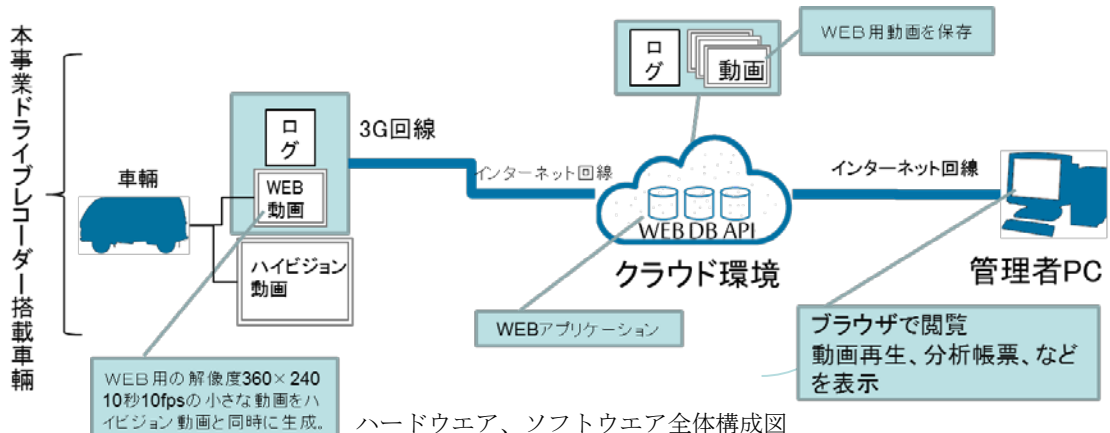 本事業ドライブレコーダー搭載車輌
車輌
ログ
WEB
動画
ハイビジョン
動画
WEB用の解像度360×240
10秒10fpsの小さな動画をハ
イビジョン動画と同時に生成。
3G回線
インターネット回線
ログ
動画
WEB用動画を保存
WEB DB API
クラウド環境
WEBアプリケーション
インターネット回線
管理者PC
ブラウザで閲覧
動画再生、分析帳票、など
を表示
ハードウエア、ソフトウエア全体構成図